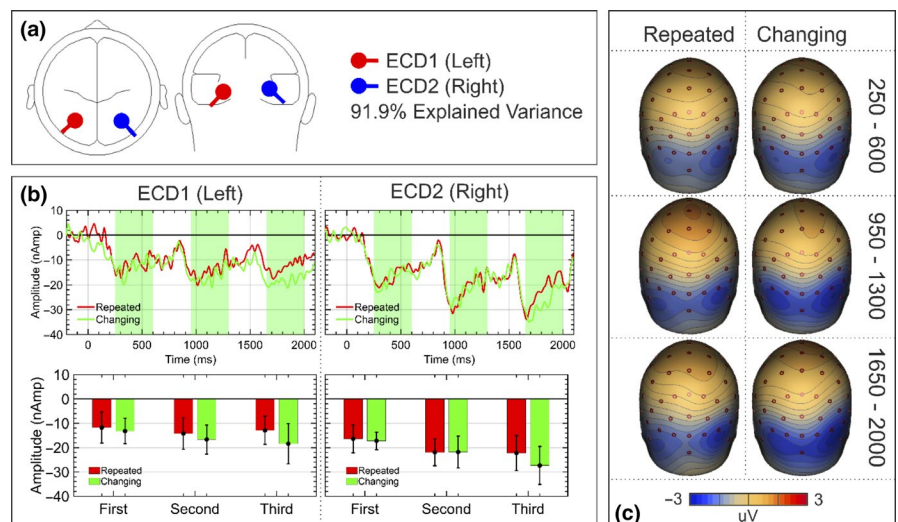 (a)
ECD1 (Left)
ECD2 (Right)
91.9% Explained Variance
(b)
ECD1 (Left)
ECD2 (Right)
Amplitude (nAmp)
10
0
−10
−20
−30
−40
Repeated
Changing
0
500
1000
1500
2000
Time (ms)
Repeated
Changing
0
500
1000
1500
2000
Time (ms)
Amplitude (nAmp)
10
0
−10
−20
−30
−40
Repeated
Changing
First
Second
Third
Repeated
Changing
First
Second
Third
Repeated
Changing
250 - 600
950 - 1300
1650 - 2000
(c)
−3
3
uV